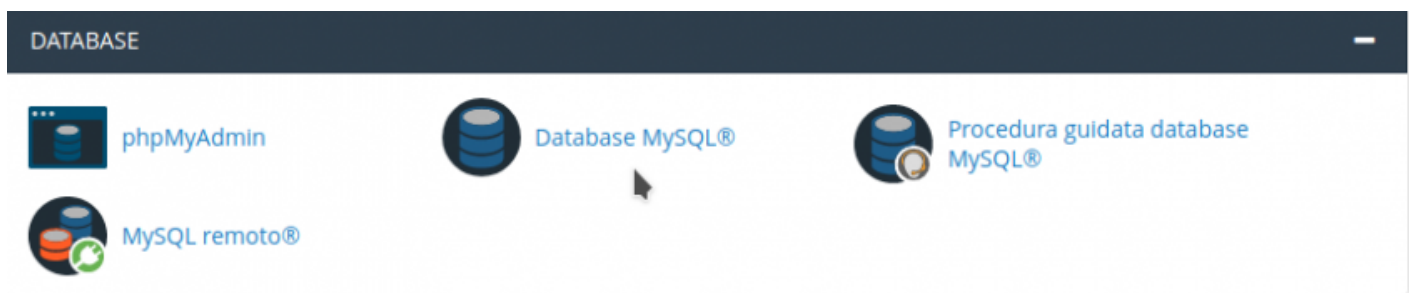 DATABASE
phpMyAdmin
Database MySQL®
Procedura guidata database
MySQL®
MySQL remoto®